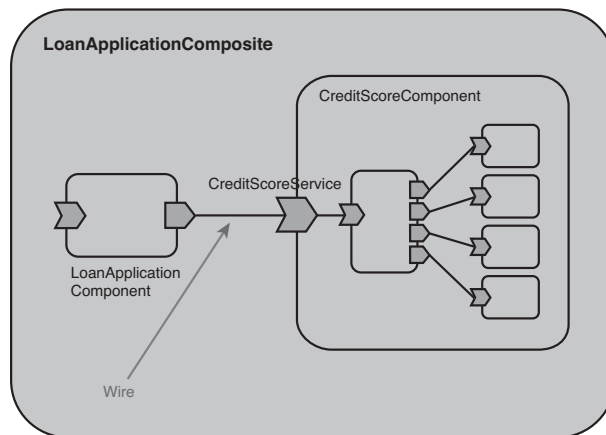 LoanApplicationComposite
CreditScoreComponent
CreditScoreService
LoanApplication
Component
Wire